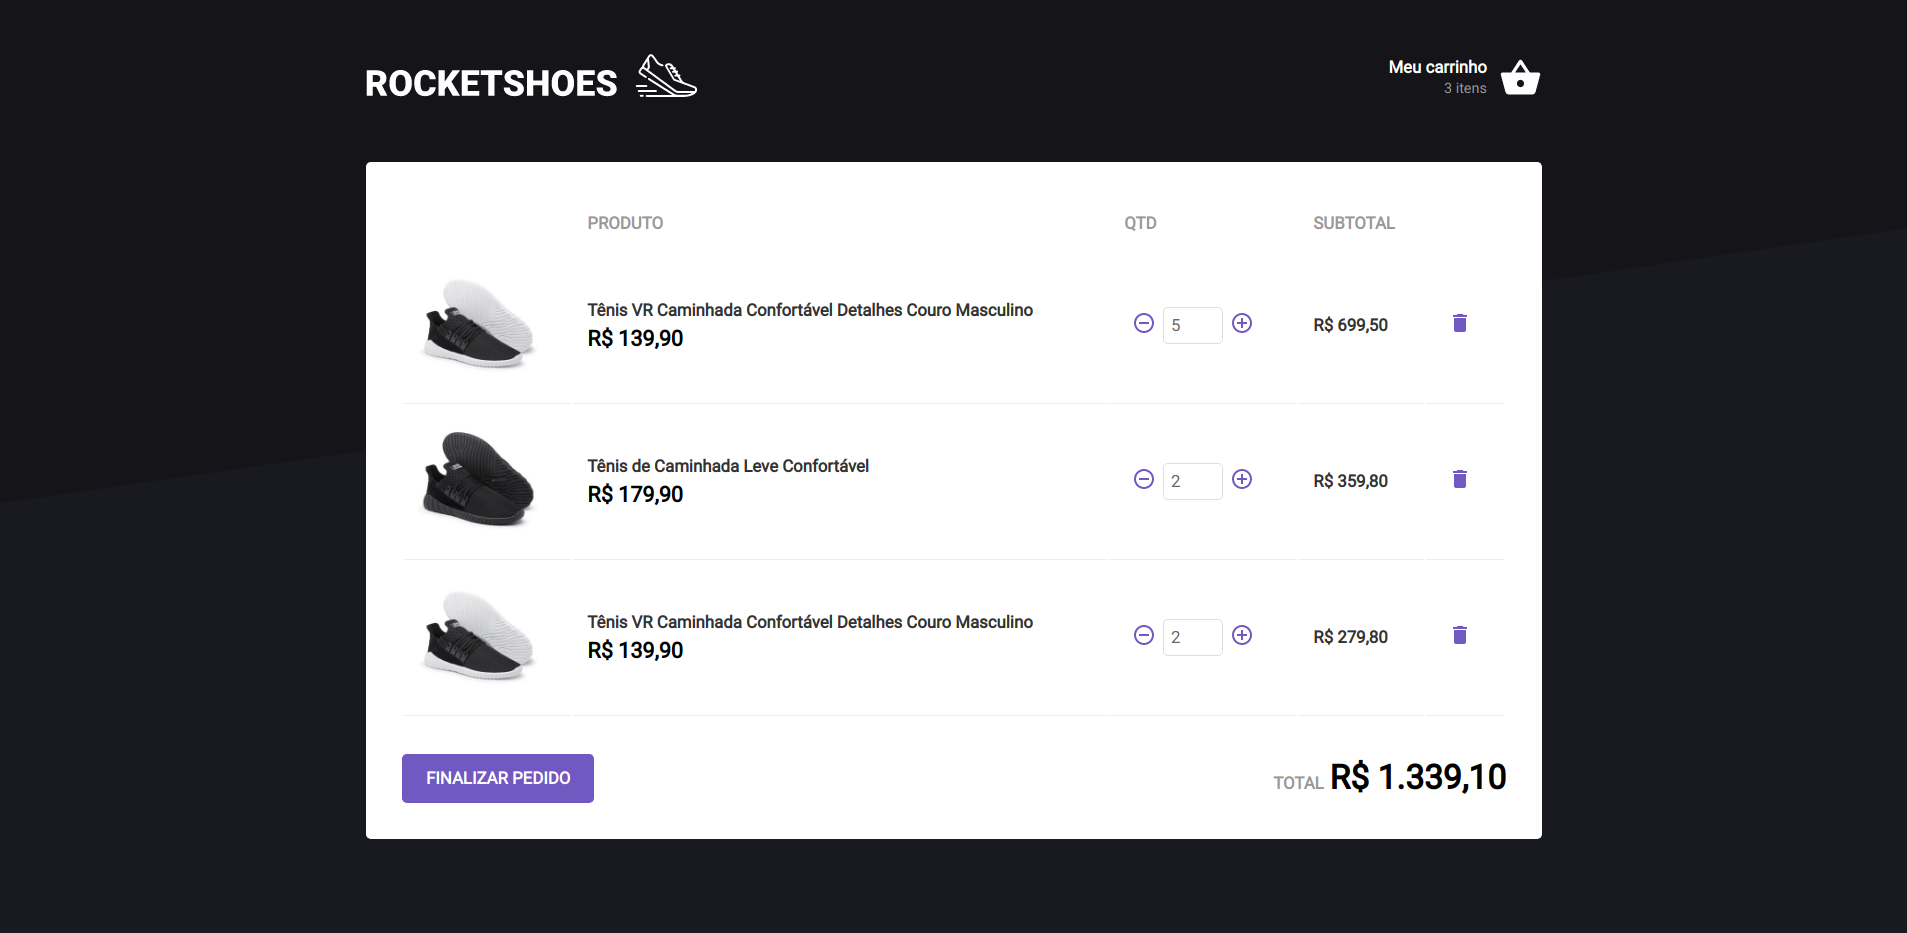 ROCKETSHOES
Meu carrinho
3 itens
PRODUTO QTD SUBTOTAL
Tênis VR Caminhada Confortável Detalhes Couro Masculino
R$ 139,90
5
R$ 699,50
Tênis de Caminhada Leve Confortável
R$ 179,90
2
R$ 359,80
Tênis VR Caminhada Confortável Detalhes Couro Masculino
R$ 139,90
2
R$ 279,80
FINALIZAR PEDIDO
TOTAL R$ 1.339,10